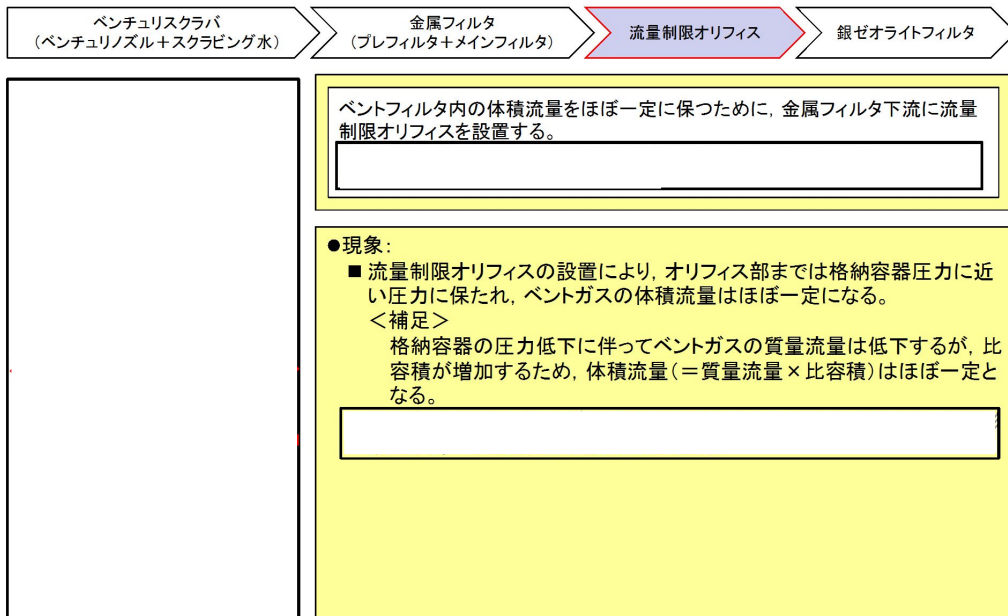 ベンチュリスクラバ
(ベンチュリノズル+スクラビング水)
金属フィルタ
(プレフィルタ+メインフィルタ)
流量制限オリフィス
銀ゼオライトフィルタ
ベントフィルタ内の体積流量をほぼ一定に保つために,金属フィルタ下流に流量
制限オリフィスを設置する。
●現象:
■ 流量制限オリフィスの設置により,オリフィス部までは格納容器圧力に近
い圧力に保たれ,ベントガスの体積流量はほぼ一定になる。
<補足>
格納容器の圧力低下に伴ってベントガスの質量流量は低下するが,比
容積が増加するため,体積流量(=質量流量×比容積)はほぼ一定と
なる。